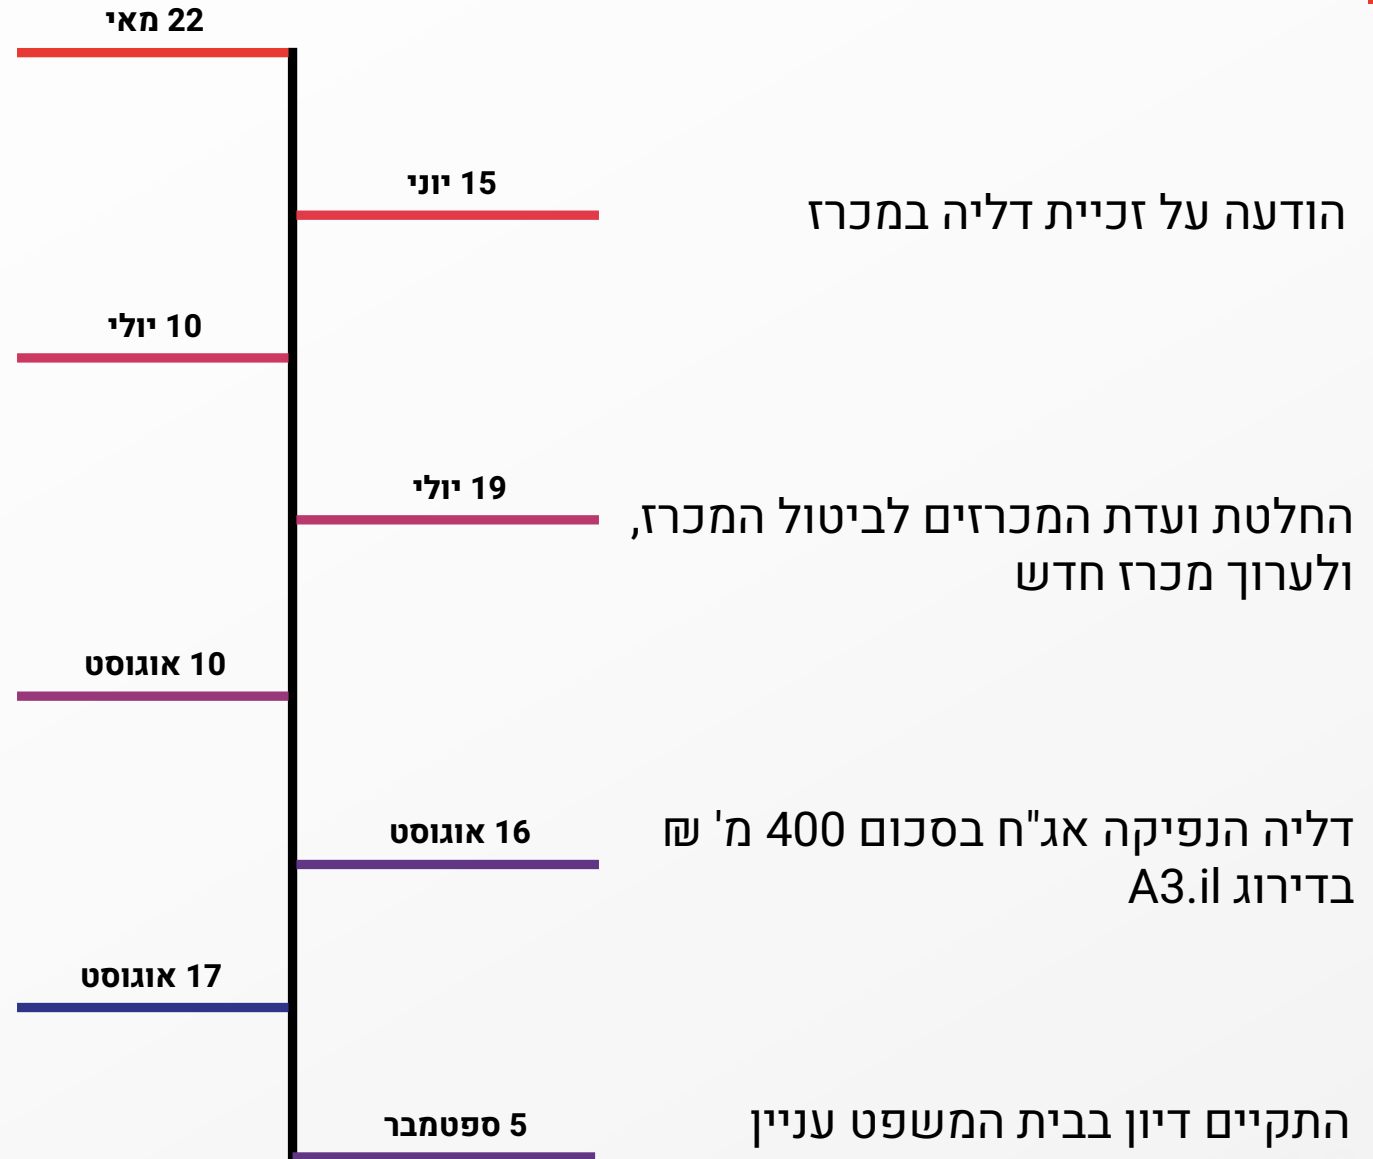 22 מאי
15 יוני
הודעה על זכיית דליה במכרז
10 יולי
19 יולי
החלטת ועדת המכרזים לביטול המכרז,
ולערוך מכרז חדש
10 אוגוסט
16 אוגוסט
דליה הנפיקה אג"ח בסכום 400 מ' ₪
בדירוג A3.il
17 אוגוסט
5 ספטמבר
התקיים דיון בבית המשפט עניין